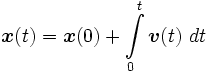 𝒙(t) = 𝒙(0) + ∫₀ᵗ 𝒗(t) dt